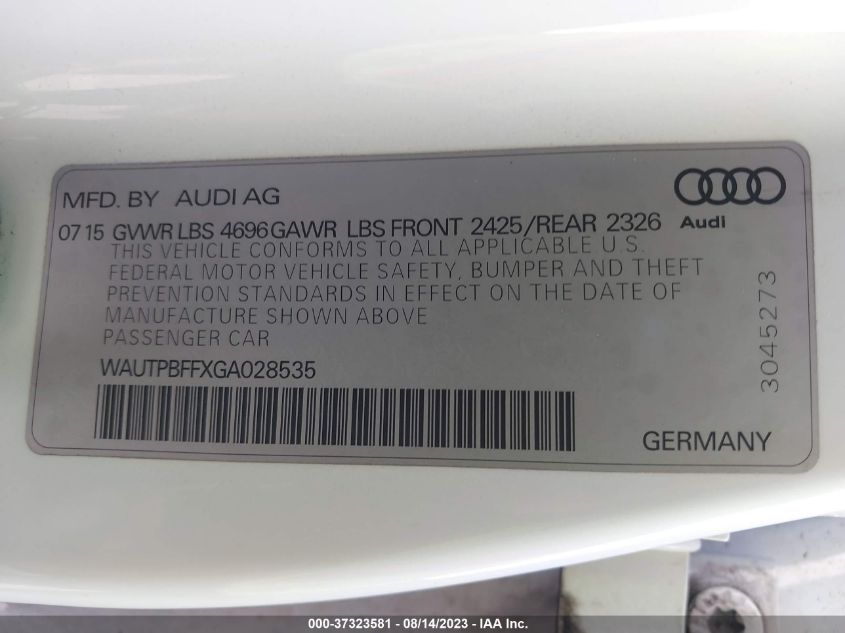 MFD. BY AUDI AG
Audi
07 15 GVWR LBS 4696 GAWR LBS FRONT 2425/REAR 2326
THIS VEHICLE CONFORMS TO ALL APPLICABLE U.S.
FEDERAL MOTOR VEHICLE SAFETY, BUMPER AND THEFT
PREVENTION STANDARDS IN EFFECT ON THE DATE OF
MANUFACTURE SHOWN ABOVE
PASSENGER CAR
WAUTPBFFXGA028535
3045273
GERMANY
000-37323581 - 08/14/2023 - IAA Inc.